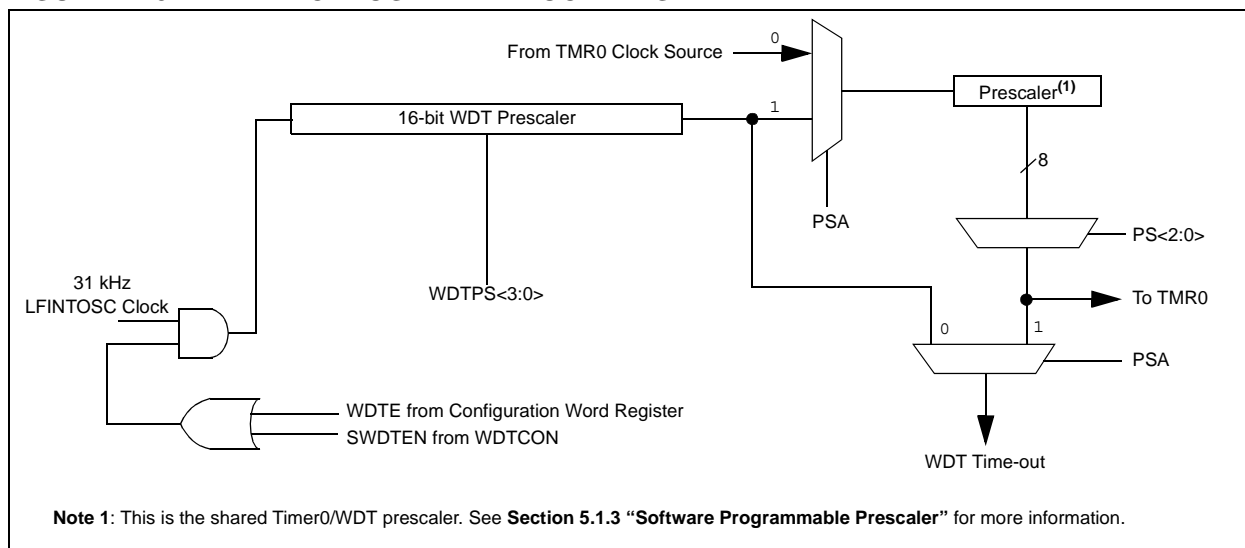 0
From TMR0 Clock Source
Prescaler(1)
1
16-bit WDT Prescaler
8
PSA
PS<2:0>
31 kHz
LFINTOSC Clock
WDTPS<3:0>
To TMR0
0
1
PSA
WDTE from Configuration Word Register
SWDTEN from WDTCON
WDT Time-out
Note 1: This is the shared Timer0/WDT prescaler. See Section 5.1.3 “Software Programmable Prescaler” for more information.